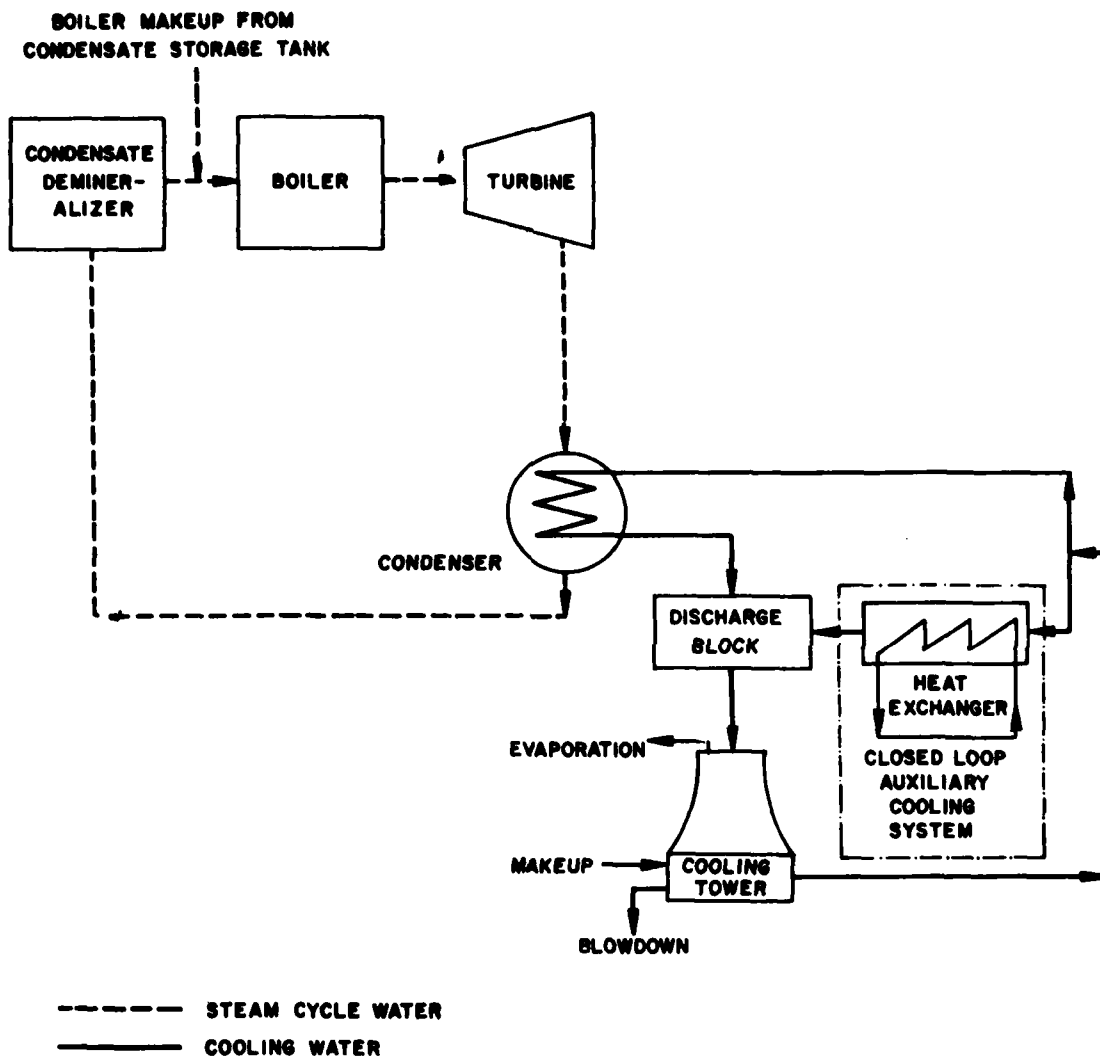 BOILER MAKEUP FROM
CONDENSATE STORAGE TANK
CONDENSATE
DEMINER-
ALIZER
BOILER
TURBINE
CONDENSER
DISCHARGE
BLOCK
HEAT
EXCHANGER
CLOSED LOOP
AUXILIARY
COOLING
SYSTEM
EVAPORATION
MAKEUP
COOLING
TOWER
BLOWDOWN
STEAM CYCLE WATER
COOLING WATER